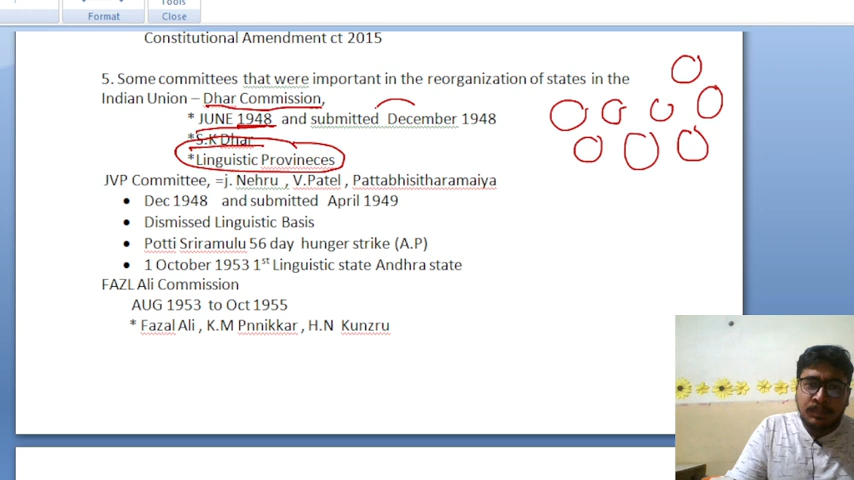 Tools
Format
Close
Constitutional Amendment ct 2015
5. Some committees that were important in the reorganization of states in the
Indian Union – Dhar Commission,
* JUNE 1948 and submitted December 1948
*S.K Dhar
*Linguistic Provineces
JVP Committee, =j. Nehru , V.Patel , Pattabhisitharamaiya
• Dec 1948 and submitted April 1949
• Dismissed Linguistic Basis
• Potti Sriramulu 56 day hunger strike (A.P)
• 1 October 1953 1st Linguistic state Andhra state
FAZL Ali Commission
AUG 1953 to Oct 1955
* Fazal Ali , K.M Pnnikkar , H.N Kunzru